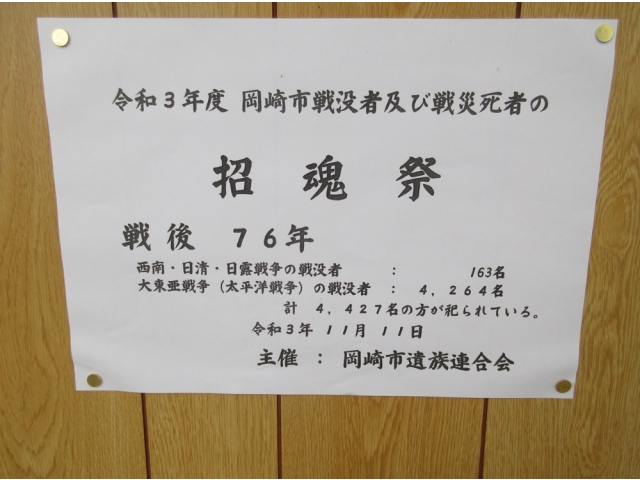 令和３年度 岡崎市戦没者及び戦災死者の
招魂祭
戦後 ７６年
西南・日清・日露戦争の戦没者 ： 163名
大東亜戦争（太平洋戦争）の戦没者 ： ４，２６４名
計 ４，４２７名の方が祀られている。
令和３年 １１月 １１日
主催 ： 岡崎市遺族連合会